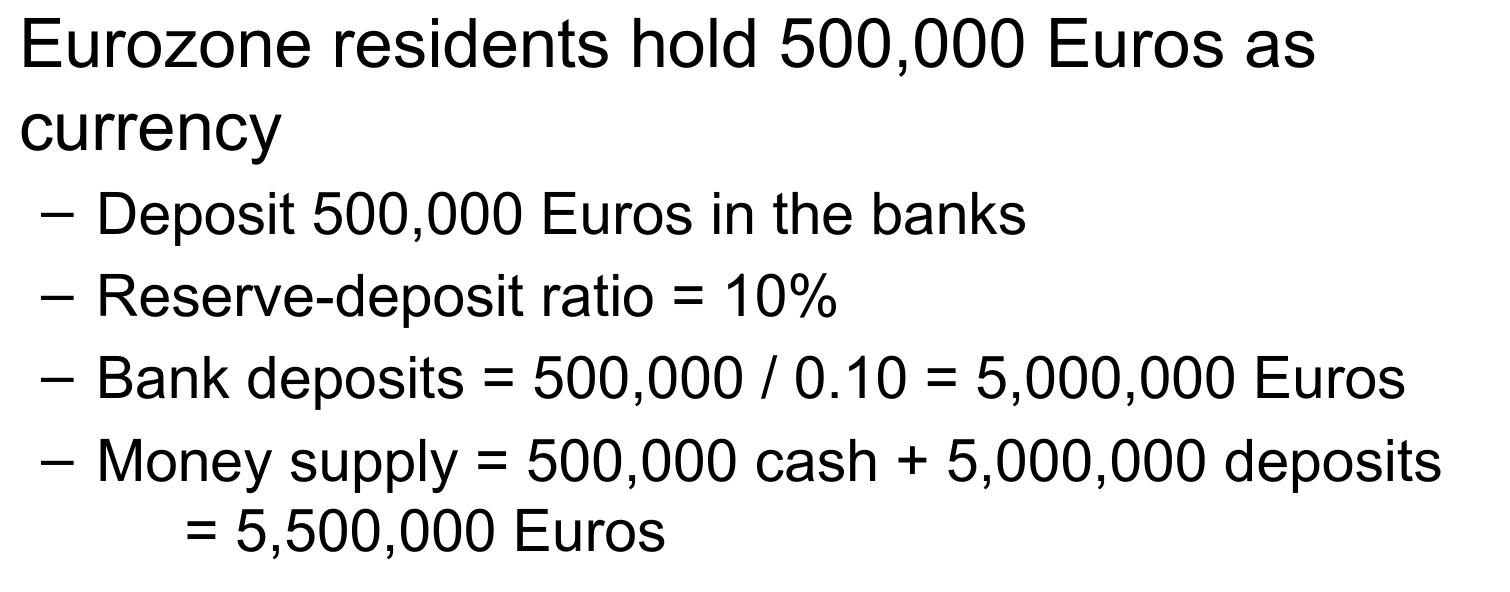 Eurozone residents hold 500,000 Euros as
currency
– Deposit 500,000 Euros in the banks
– Reserve-deposit ratio = 10%
– Bank deposits = 500,000 / 0.10 = 5,000,000 Euros
– Money supply = 500,000 cash + 5,000,000 deposits
= 5,500,000 Euros